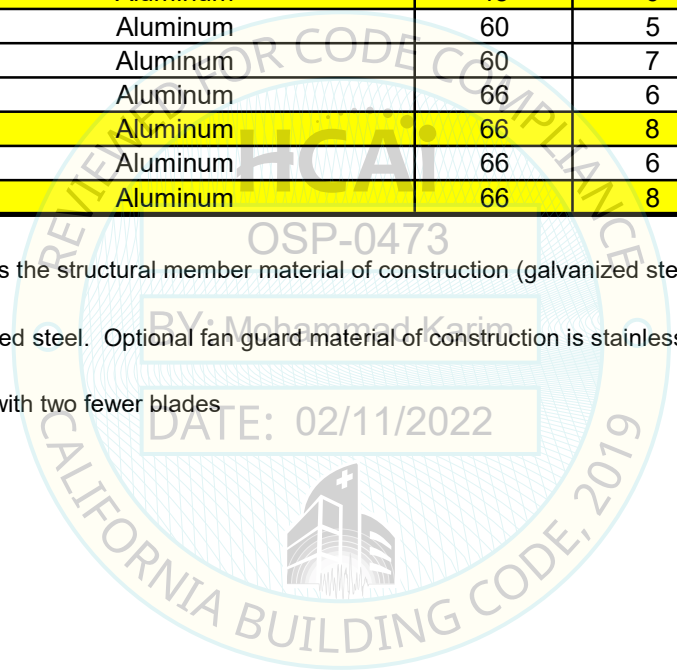 Aluminum 60 5
Aluminum 60 7
Aluminum 66 6
Aluminum 66 8
Aluminum 66 6
Aluminum 66 8
REVIEWED FOR CODE COMPLIANCE
HCAi
OSP-0473
s the structural member material of construction (galvanized ste
BY: Mohammad Karim
ed steel. Optional fan guard material of construction is stainless
with two fewer blades
DATE: 02/11/2022
CALIFORNIA BUILDING CODE, 2019